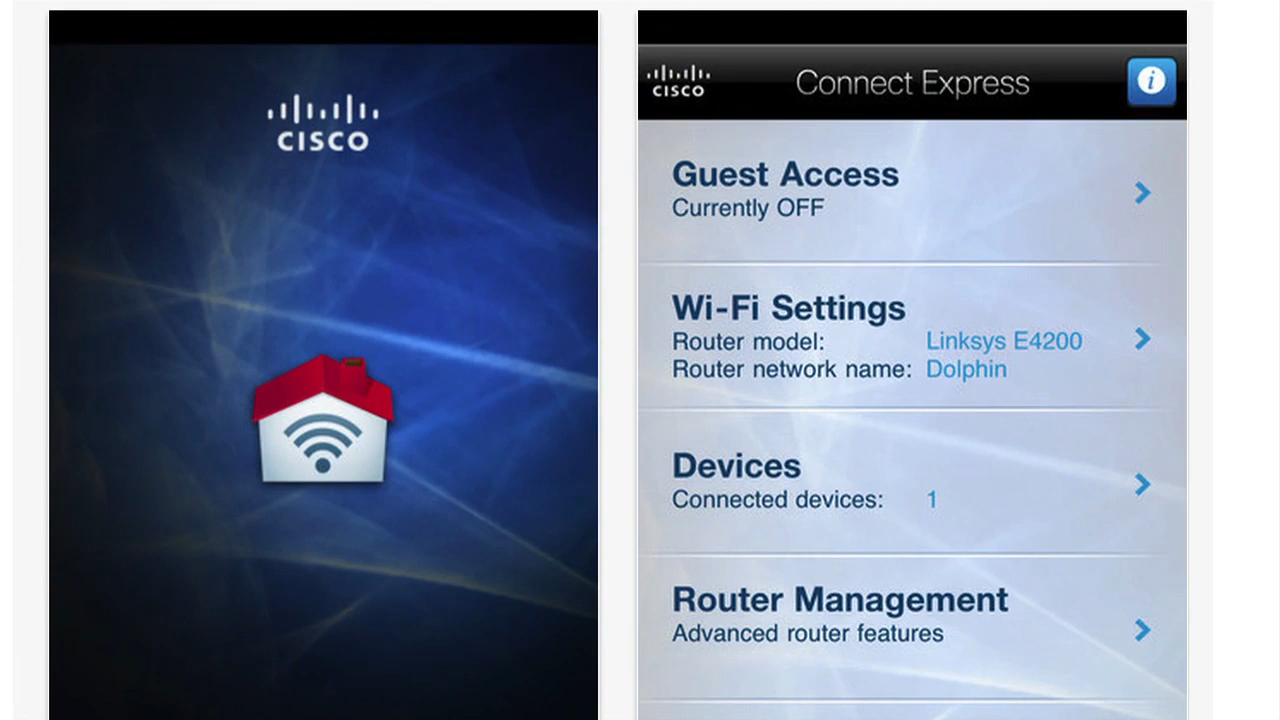 CISCO
CISCO
Connect Express
i
Guest Access
Currently OFF
Wi-Fi Settings
Router model: Linksys E4200
Router network name: Dolphin
Devices
Connected devices: 1
Router Management
Advanced router features